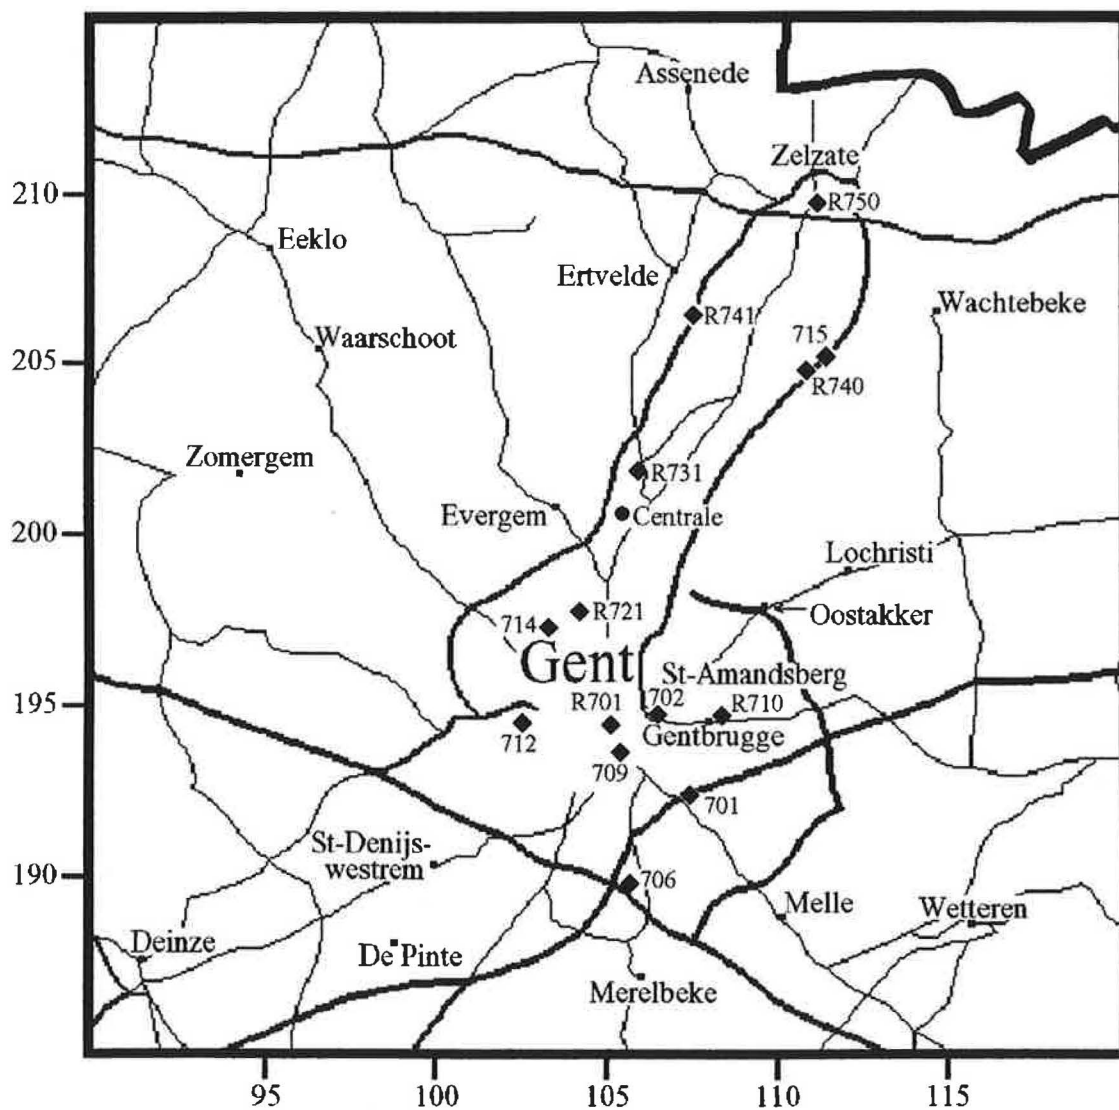 Assenede
Zelzate
210
R750
Eeklo
Ertvelde
Wachtebeke
R741
Waarschoot
715
205
R740
Zomergem
R731
Evergem
Centrale
200
Lochristi
R721
Oostakker
714
Gent
St-Amandsberg
R701
702
R710
195
Gentbrugge
712
709
701
St-Denijs-
westrem
190
706
Melle
Wetteren
Deinze
De Pinte
Merelbeke
95
100
105
110
115